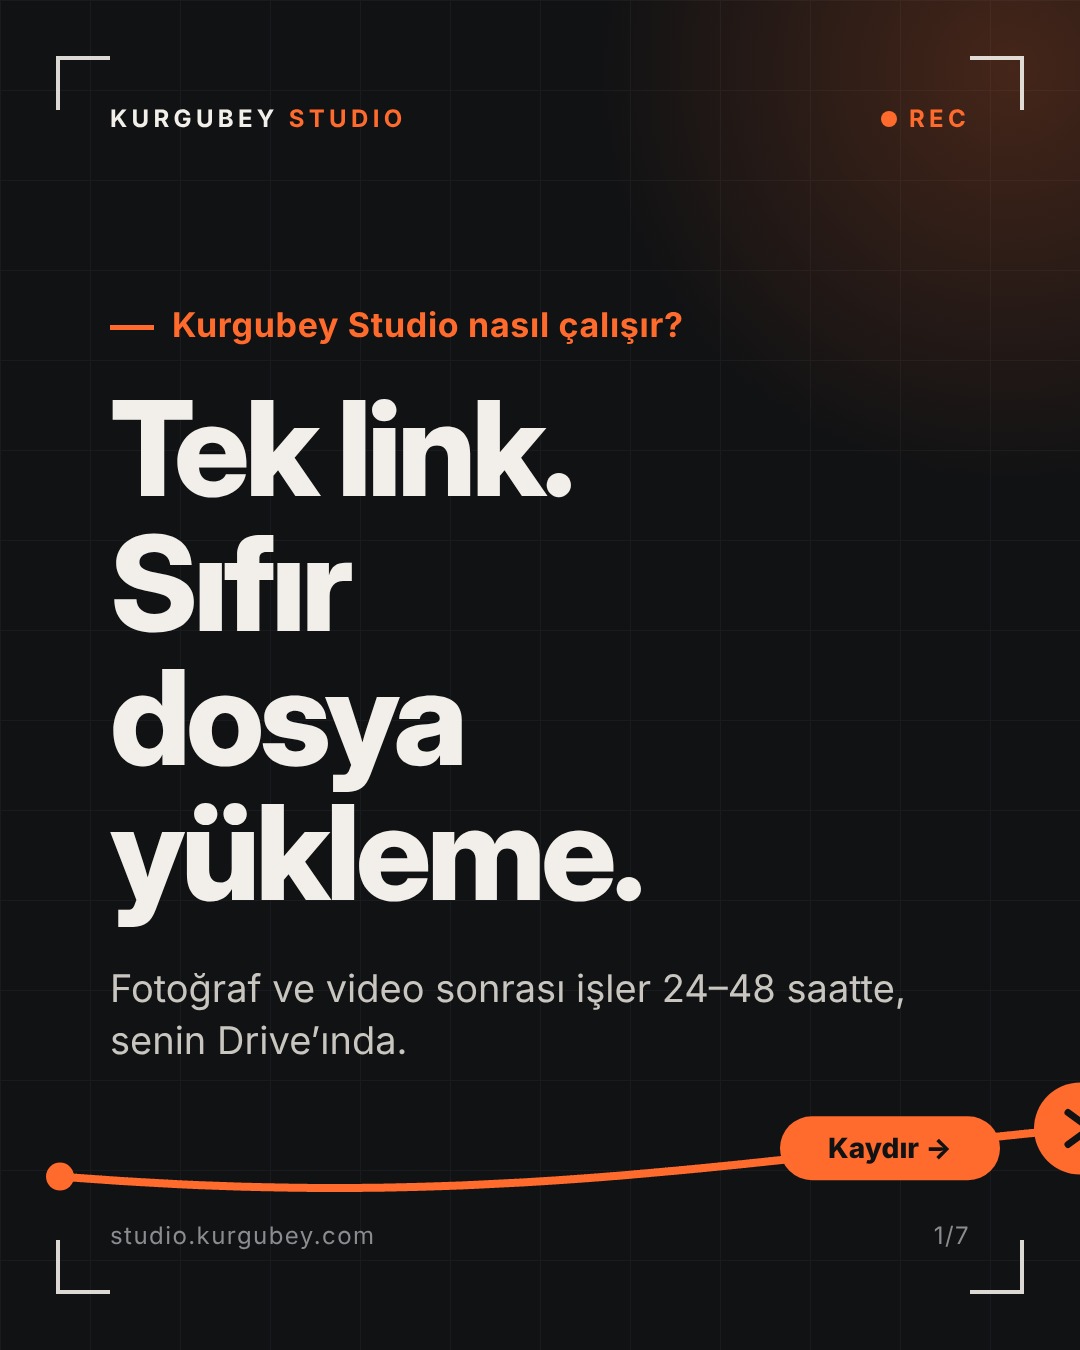 KURGUBEY STUDIO
REC
Kurgubey Studio nasıl çalışır?
Tek link.
Sıfır
dosya
yükleme.
Fotoğraf ve video sonrası işler 24–48 saatte,
senin Drive’ında.
Kaydır →
studio.kurgubey.com
1/7